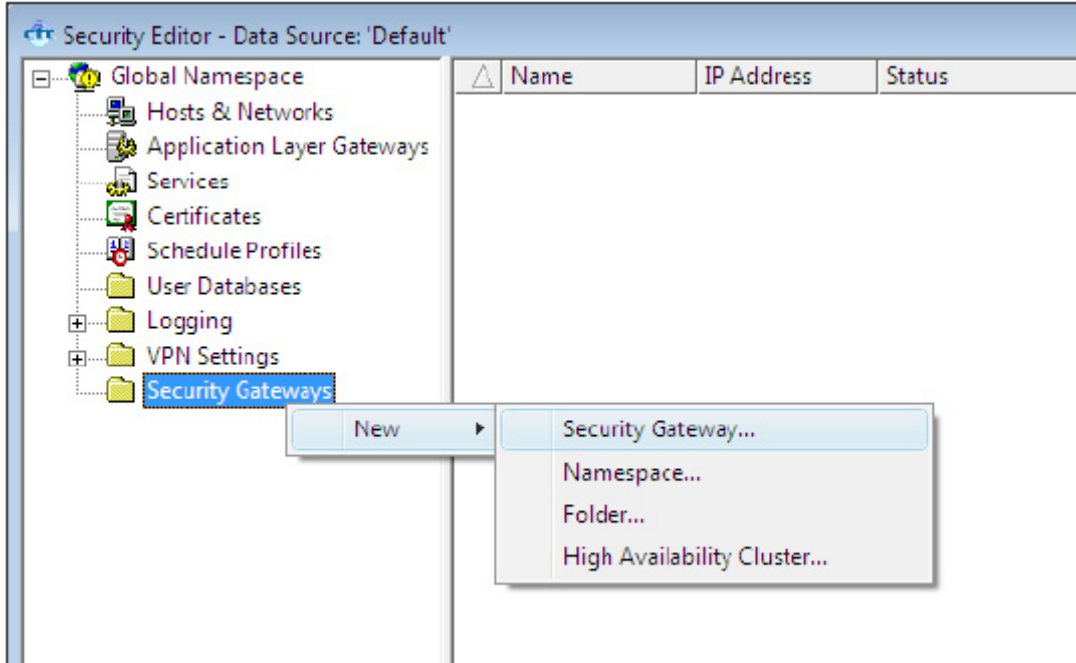 Security Editor - Data Source: 'Default'
Global Namespace
Name IP Address Status
Hosts & Networks
Application Layer Gateways
Services
Certificates
Schedule Profiles
User Databases
Logging
VPN Settings
Security Gateways
New
Security Gateway...
Namespace...
Folder...
High Availability Cluster...